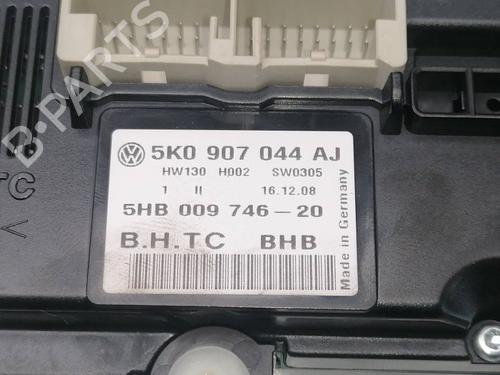 B-PARTS
TC
5K0 907 044 AJ
HW130 H002 SW0305
1 II 16.12.08
5HB 009 746-20
B.H.TC BHB
Made in Germany